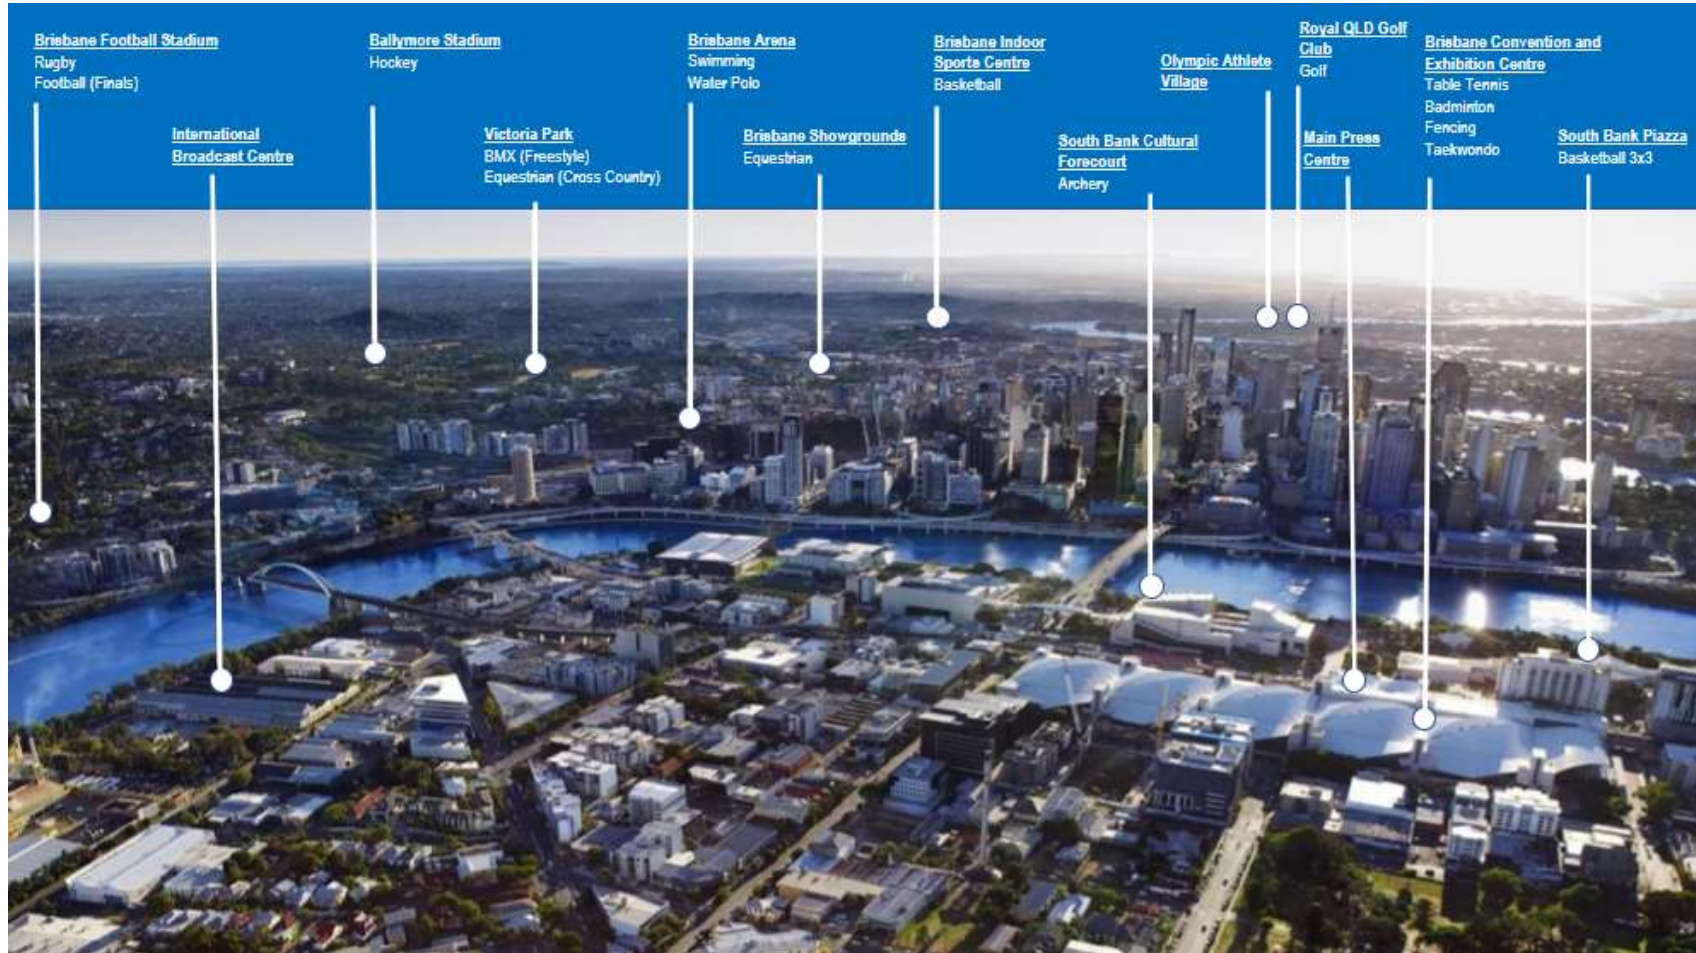 Brisbane Football Stadium
Rugby
Football (Finals)
International
Broadcast Centre
Ballymore Stadium
Hockey
Victoria Park
BMX (Freestyle)
Equestrian (Cross Country)
Brisbane Arena
Swimming
Water Polo
Brisbane Showgrounds
Equestrian
Brisbane Indoor
Sports Centre
Basketball
South Bank Cultural
Forecourt
Archery
Olympic Athlete
Village
Royal QLD Golf
Club
Golf
Main Press
Centre
Brisbane Convention and
Exhibition Centre
Table Tennis
Badminton
Fencing
Taekwondo
South Bank Piazza
Basketball 3x3